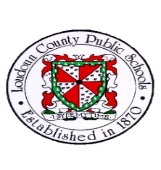 Loudoun County Public Schools
• Established in 1870 •